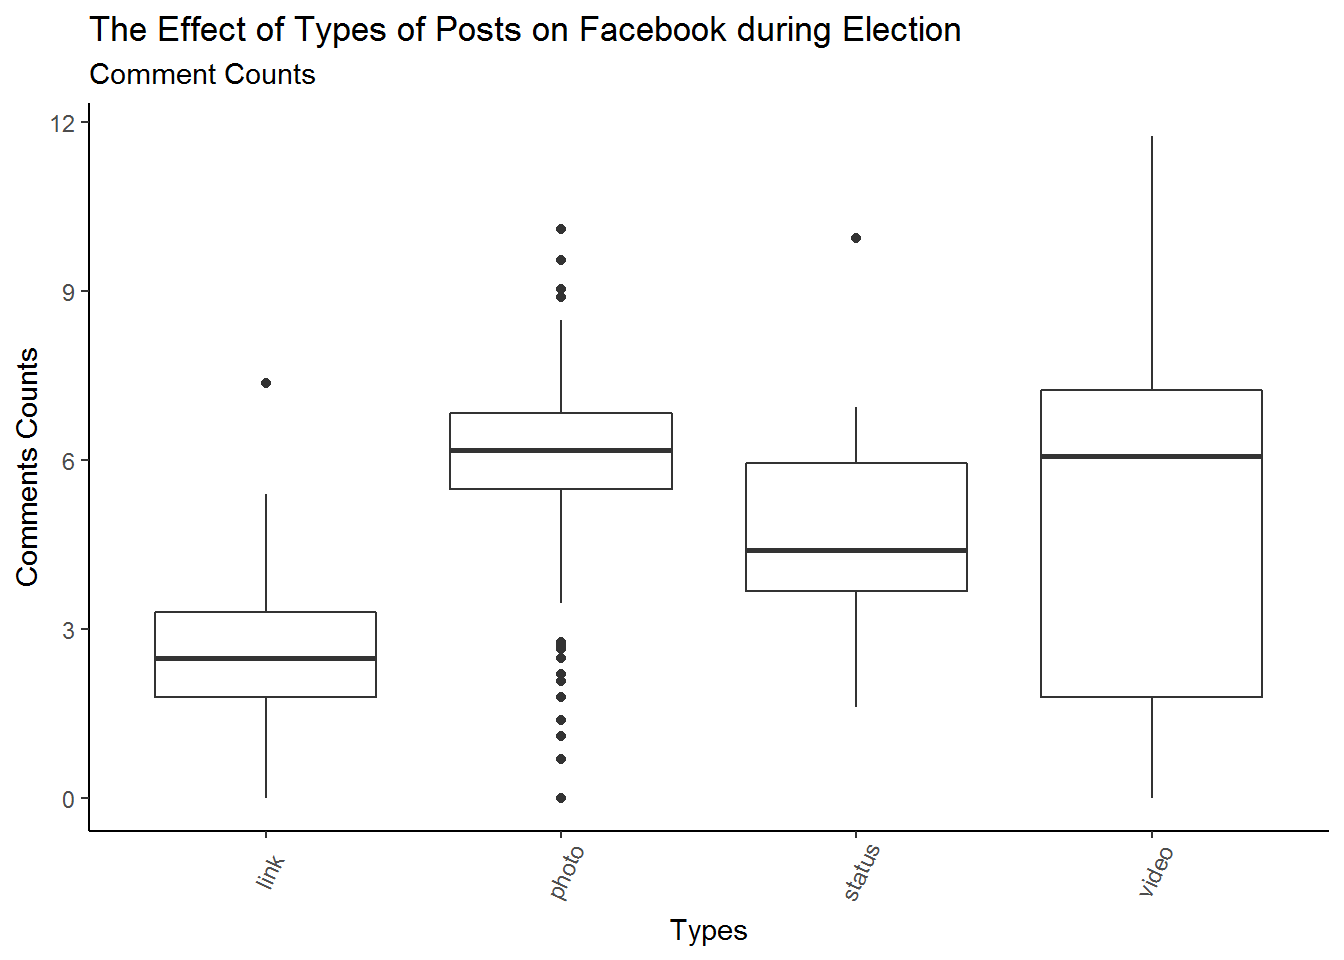 The Effect of Types of Posts on Facebook during Election
Comment Counts
Comments Counts
12
9
6
3
0
link
photo
status
video
Types